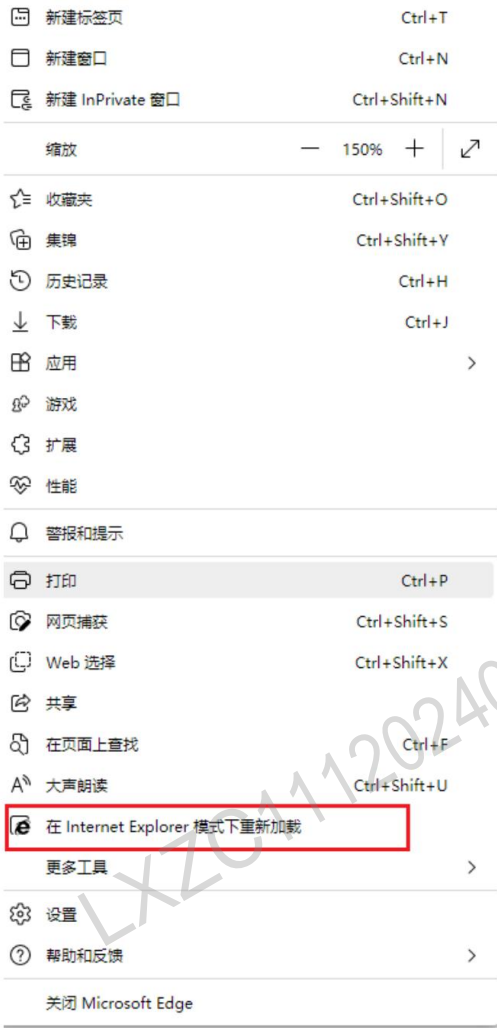 新建标签页 Ctrl+T
新建窗口 Ctrl+N
新建 InPrivate 窗口 Ctrl+Shift+N
缩放 — 150% +
收藏夹 Ctrl+Shift+O
集锦 Ctrl+Shift+Y
历史记录 Ctrl+H
下载 Ctrl+J
应用
游戏
扩展
性能
警报和提示
打印 Ctrl+P
网页捕获 Ctrl+Shift+S
Web 选择 Ctrl+Shift+X
共享
在页面上查找 Ctrl+F
大声朗读 Ctrl+Shift+U
在 Internet Explorer 模式下重新加载
更多工具
设置
帮助和反馈
关闭 Microsoft Edge
LXZC11120240